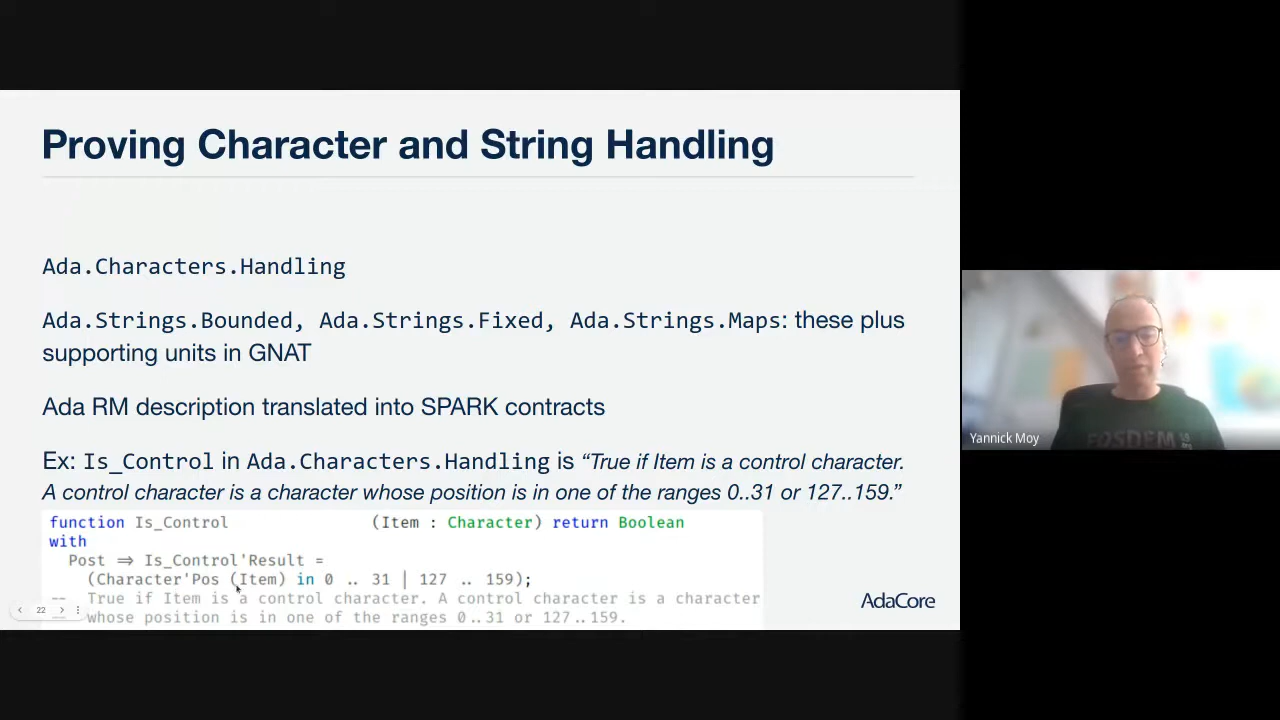 Proving Character and String Handling
Ada.Characters.Handling
Ada.Strings.Bounded, Ada.Strings.Fixed, Ada.Strings.Maps: these plus
supporting units in GNAT
Ada RM description translated into SPARK contracts
Ex: Is_Control in Ada.Characters.Handling is “True if Item is a control character.
A control character is a character whose position is in one of the ranges 0..31 or 127..159.”
function Is_Control (Item : Character) return Boolean
with
Post => Is_Control'Result =
(Character'Pos (Item) in 0 .. 31 | 127 .. 159);
-- True if Item is a control character. A control character is a character
-- whose position is in one of the ranges 0..31 or 127..159.
22
AdaCore
Yannick Moy
FOSDEM